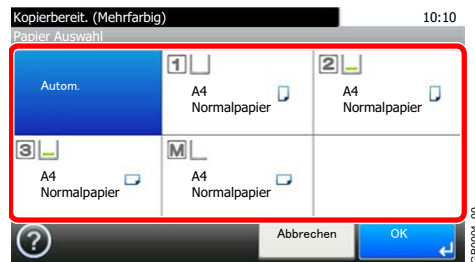 Kopierbereit. (Mehrfarbig)
10:10
Papier Auswahl
Autom.
1
A4
Normalpapier
2
A4
Normalpapier
3
A4
Normalpapier
M
A4
Normalpapier
?
Abbrechen
OK